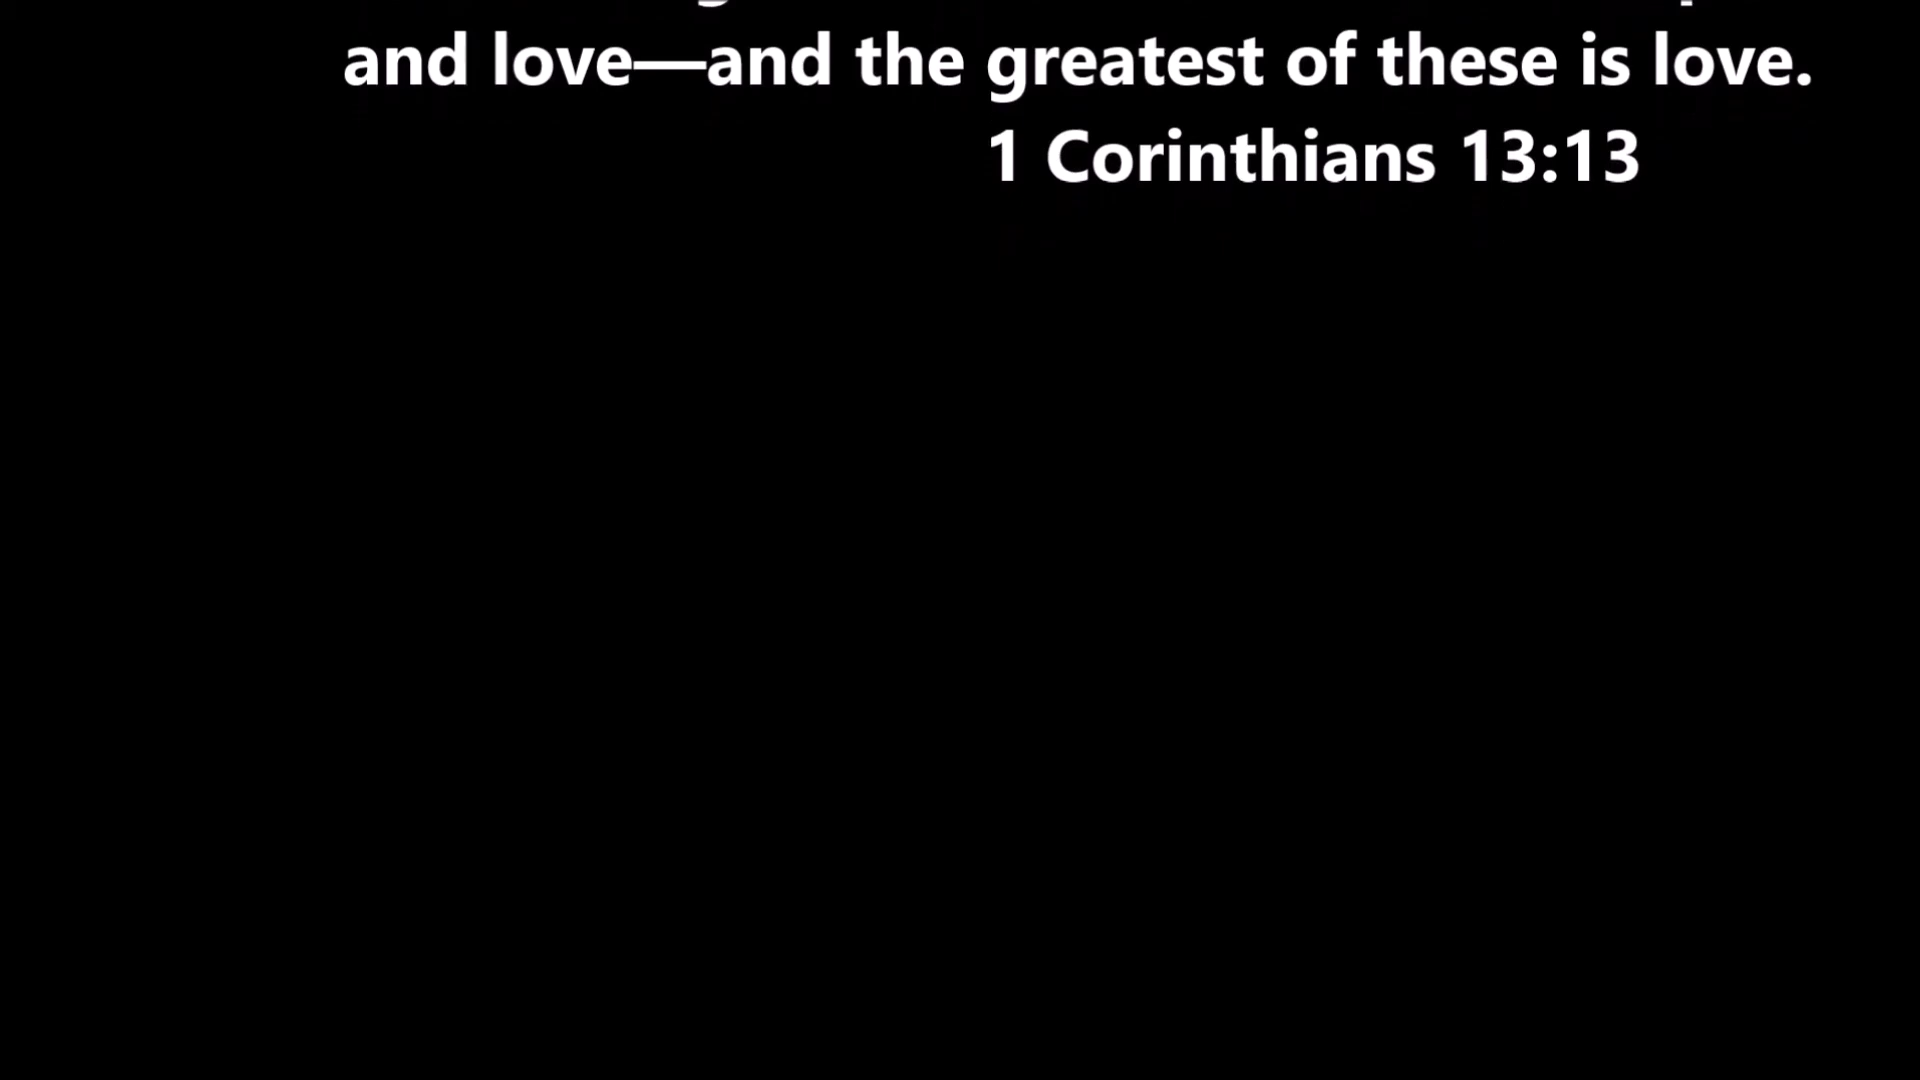 and love—and the greatest of these is love.
1 Corinthians 13:13